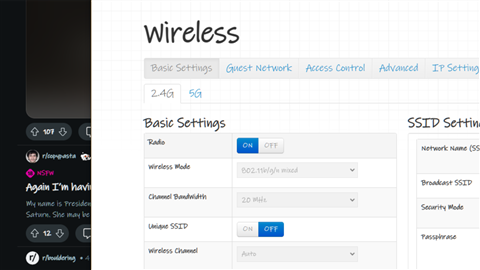 Wireless
Basic Settings Guest Network Access Control Advanced IP Setting
2.4G 5G
Basic Settings
Radio ON OFF
Wireless Mode 802.11n/g/n mixed
Channel Bandwidth 20 MHz
Unique SSID ON OFF
Wireless Channel Auto
SSID Settin
Network Name (SS
Broadcast SSID
Security Mode
Passphrase
107
r/copypasta
NSFW
Again I'm havi
My name is Presiden
Saturn. She may be
12
r/ r/bouldering • 4